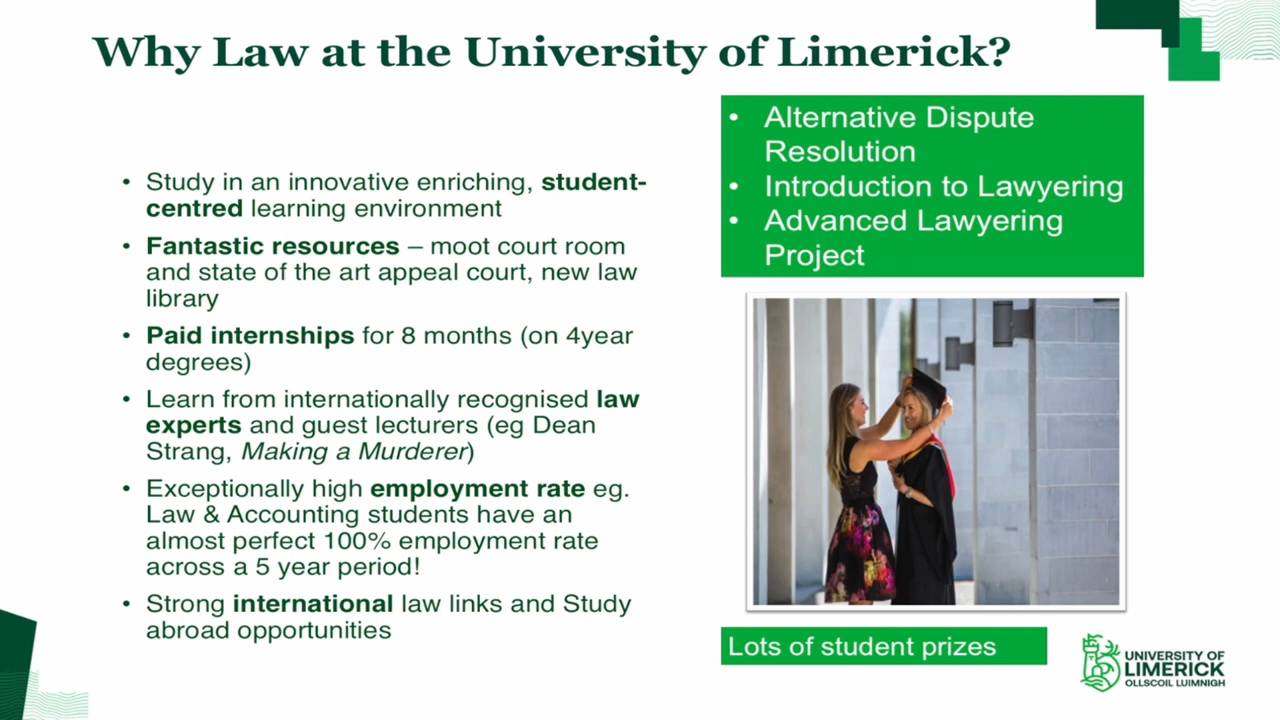 Why Law at the University of Limerick?
• Study in an innovative enriching, student-
centred learning environment
• Fantastic resources – moot court room
and state of the art appeal court, new law
library
• Paid internships for 8 months (on 4year
degrees)
• Learn from internationally recognised law
experts and guest lecturers (eg Dean
Strang, Making a Murderer)
• Exceptionally high employment rate eg.
Law & Accounting students have an
almost perfect 100% employment rate
across a 5 year period!
• Strong international law links and Study
abroad opportunities
• Alternative Dispute
Resolution
• Introduction to Lawyering
• Advanced Lawyering
Project
Lots of student prizes
UNIVERSITY OF
LIMERICK
OLLSCOIL LUIMNIGH